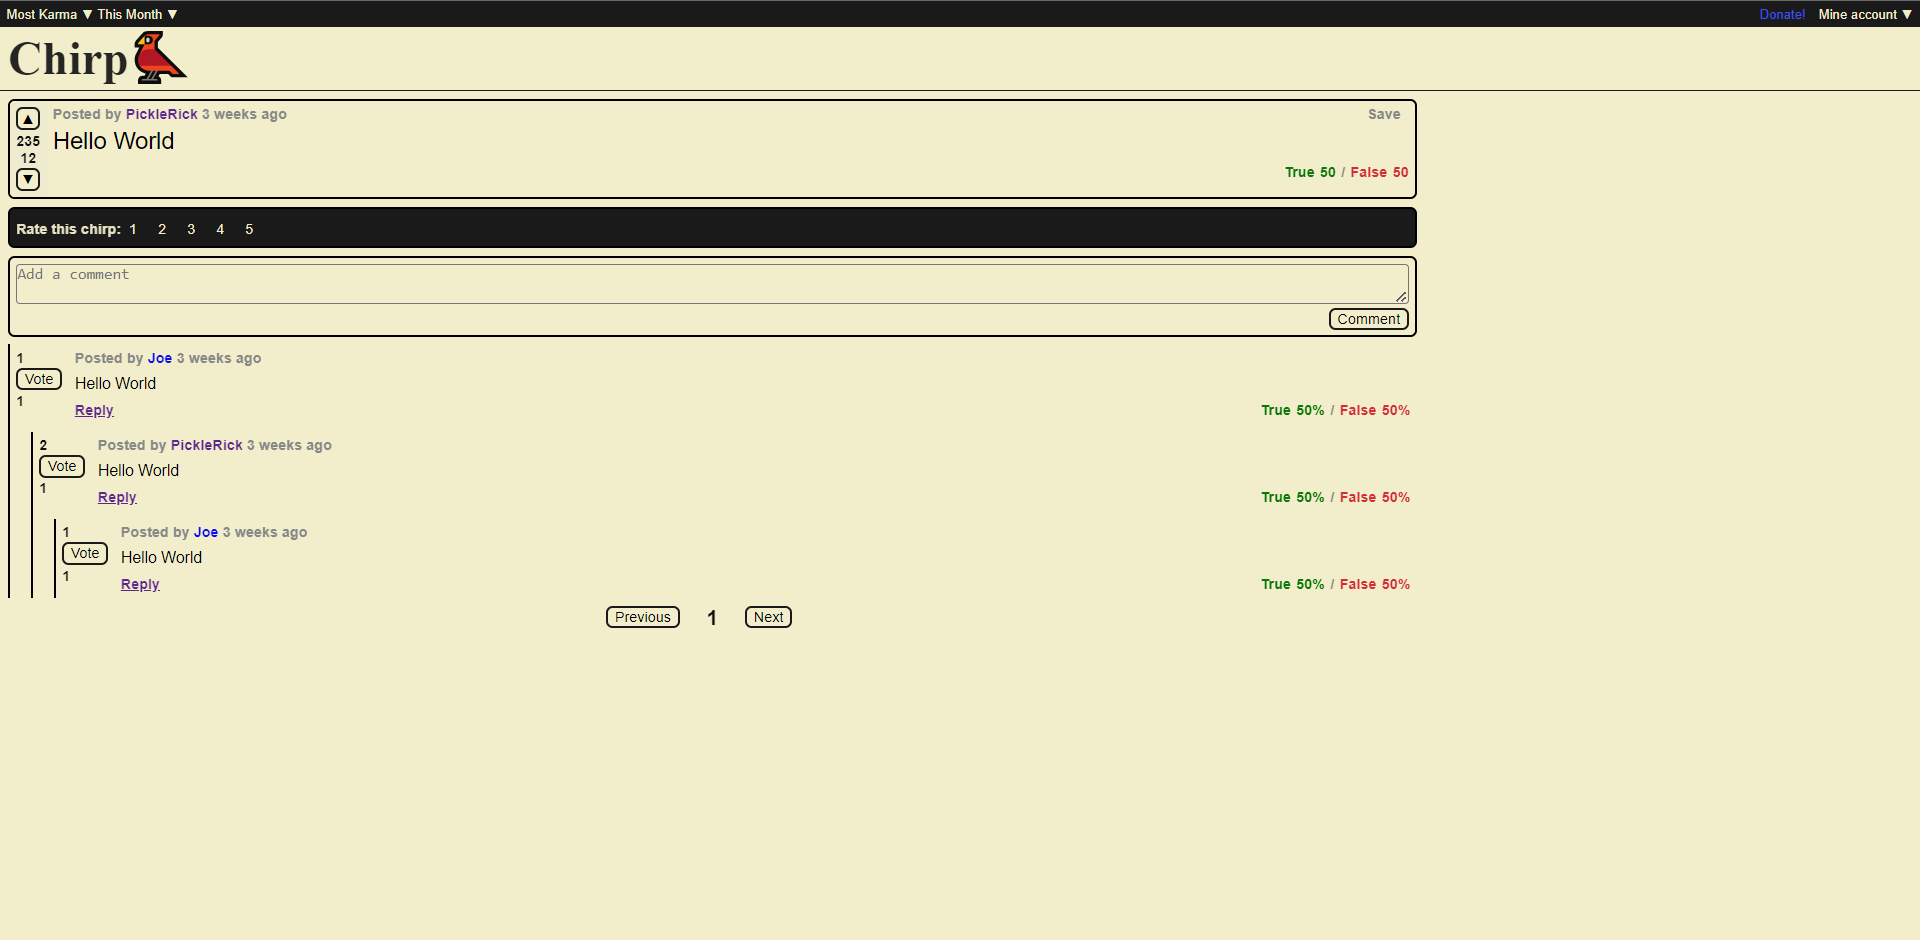 Most Karma ▼ This Month ▼ Donate! Mine account ▼
Chirp
▲ Posted by PickleRick 3 weeks ago Save
235 Hello World
12
▼ True 50 / False 50
Rate this chirp: 1 2 3 4 5
Add a comment
Comment
1 Posted by Joe 3 weeks ago
Vote Hello World
1
Reply True 50% / False 50%
2 Posted by PickleRick 3 weeks ago
Vote Hello World
1
Reply True 50% / False 50%
1 Posted by Joe 3 weeks ago
Vote Hello World
1
Reply True 50% / False 50%
Previous 1 Next